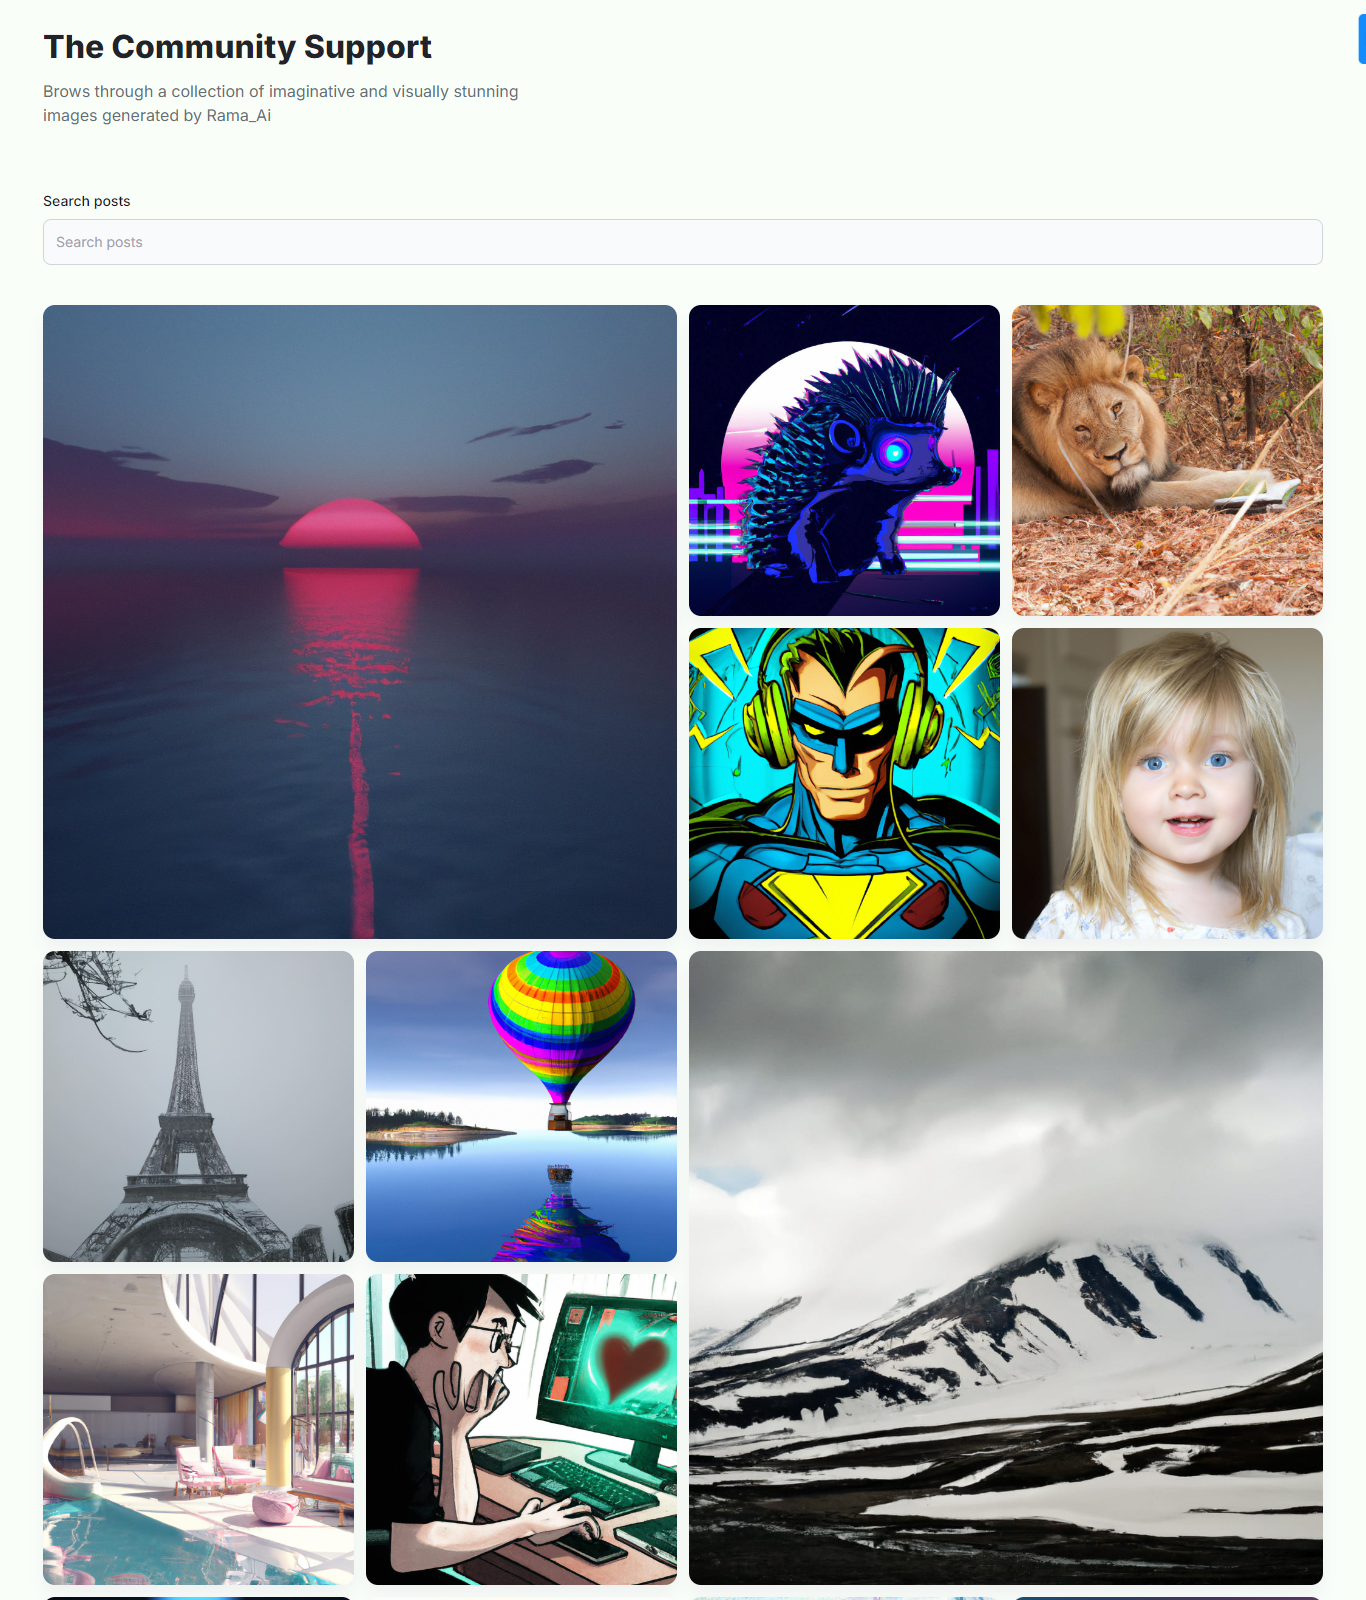 The Community Support
Brows through a collection of imaginative and visually stunning
images generated by Rama_Ai
Search posts
Search posts